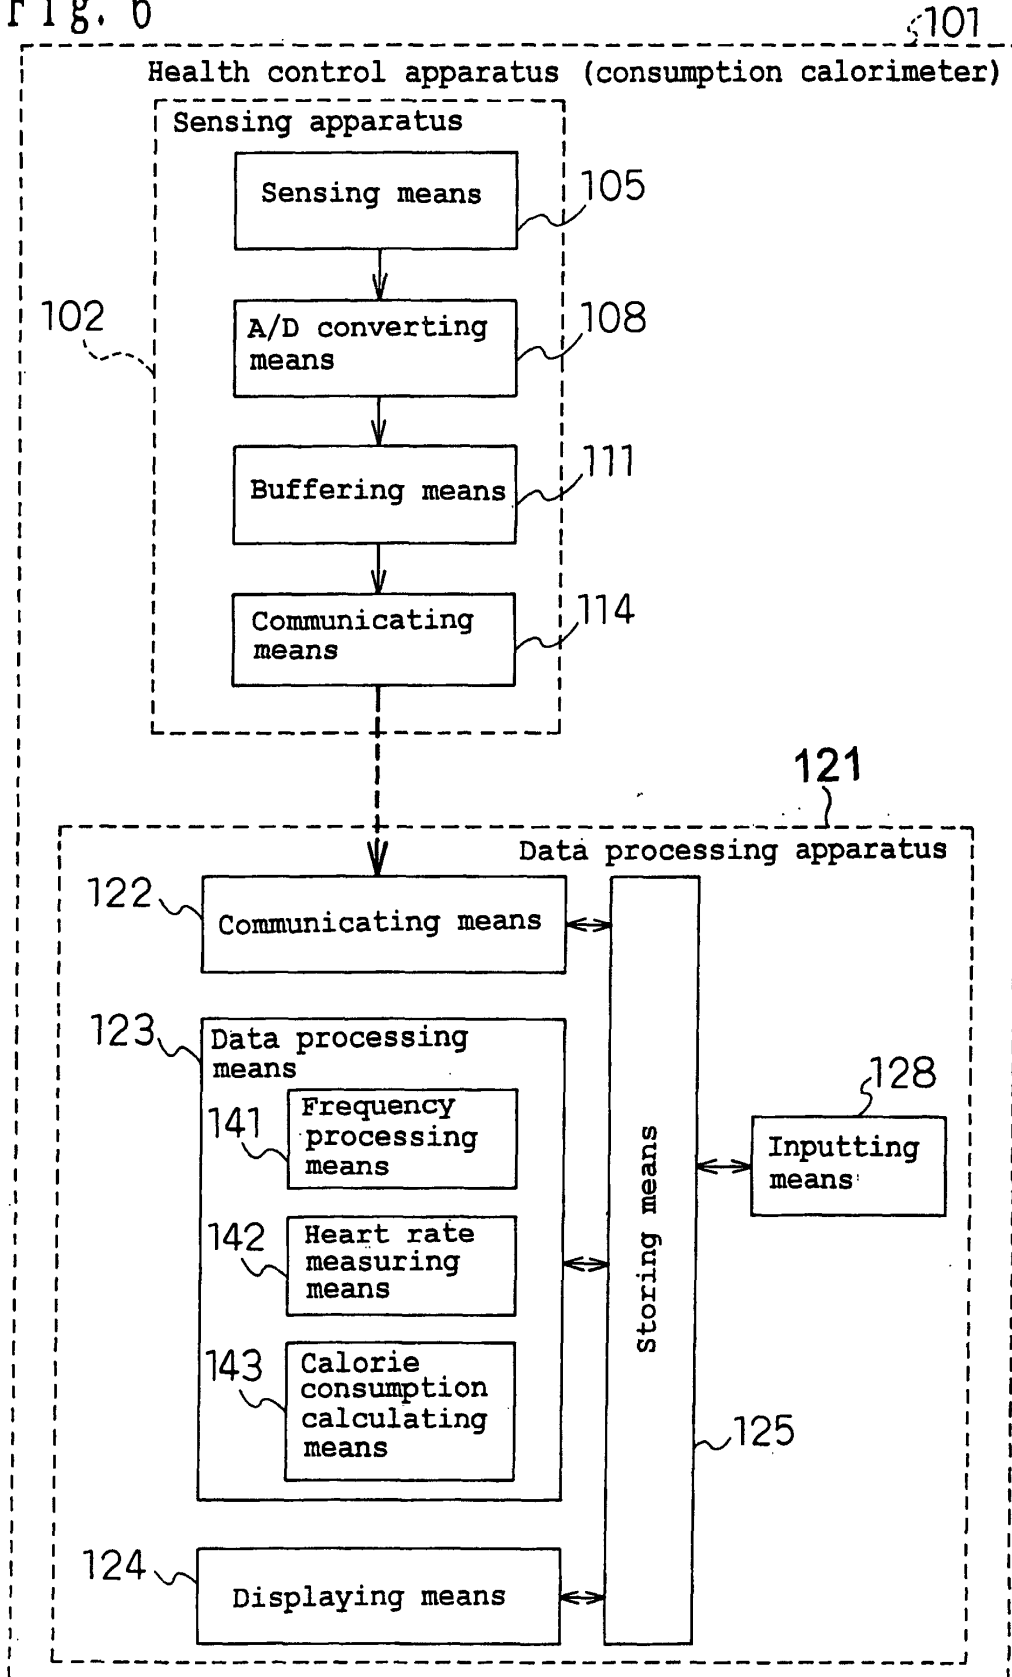 Fig. 6
101
Health control apparatus (consumption calorimeter)
Sensing apparatus
Sensing means
105
102
A/D converting
means
108
Buffering means
111
Communicating
means
114
121
Data processing apparatus
122
Communicating means
123
Data processing
means
141
Frequency
processing
means
142
Heart rate
measuring
means
143
Calorie
consumption
calculating
means
Storing means
128
Inputting
means
125
124
Displaying means